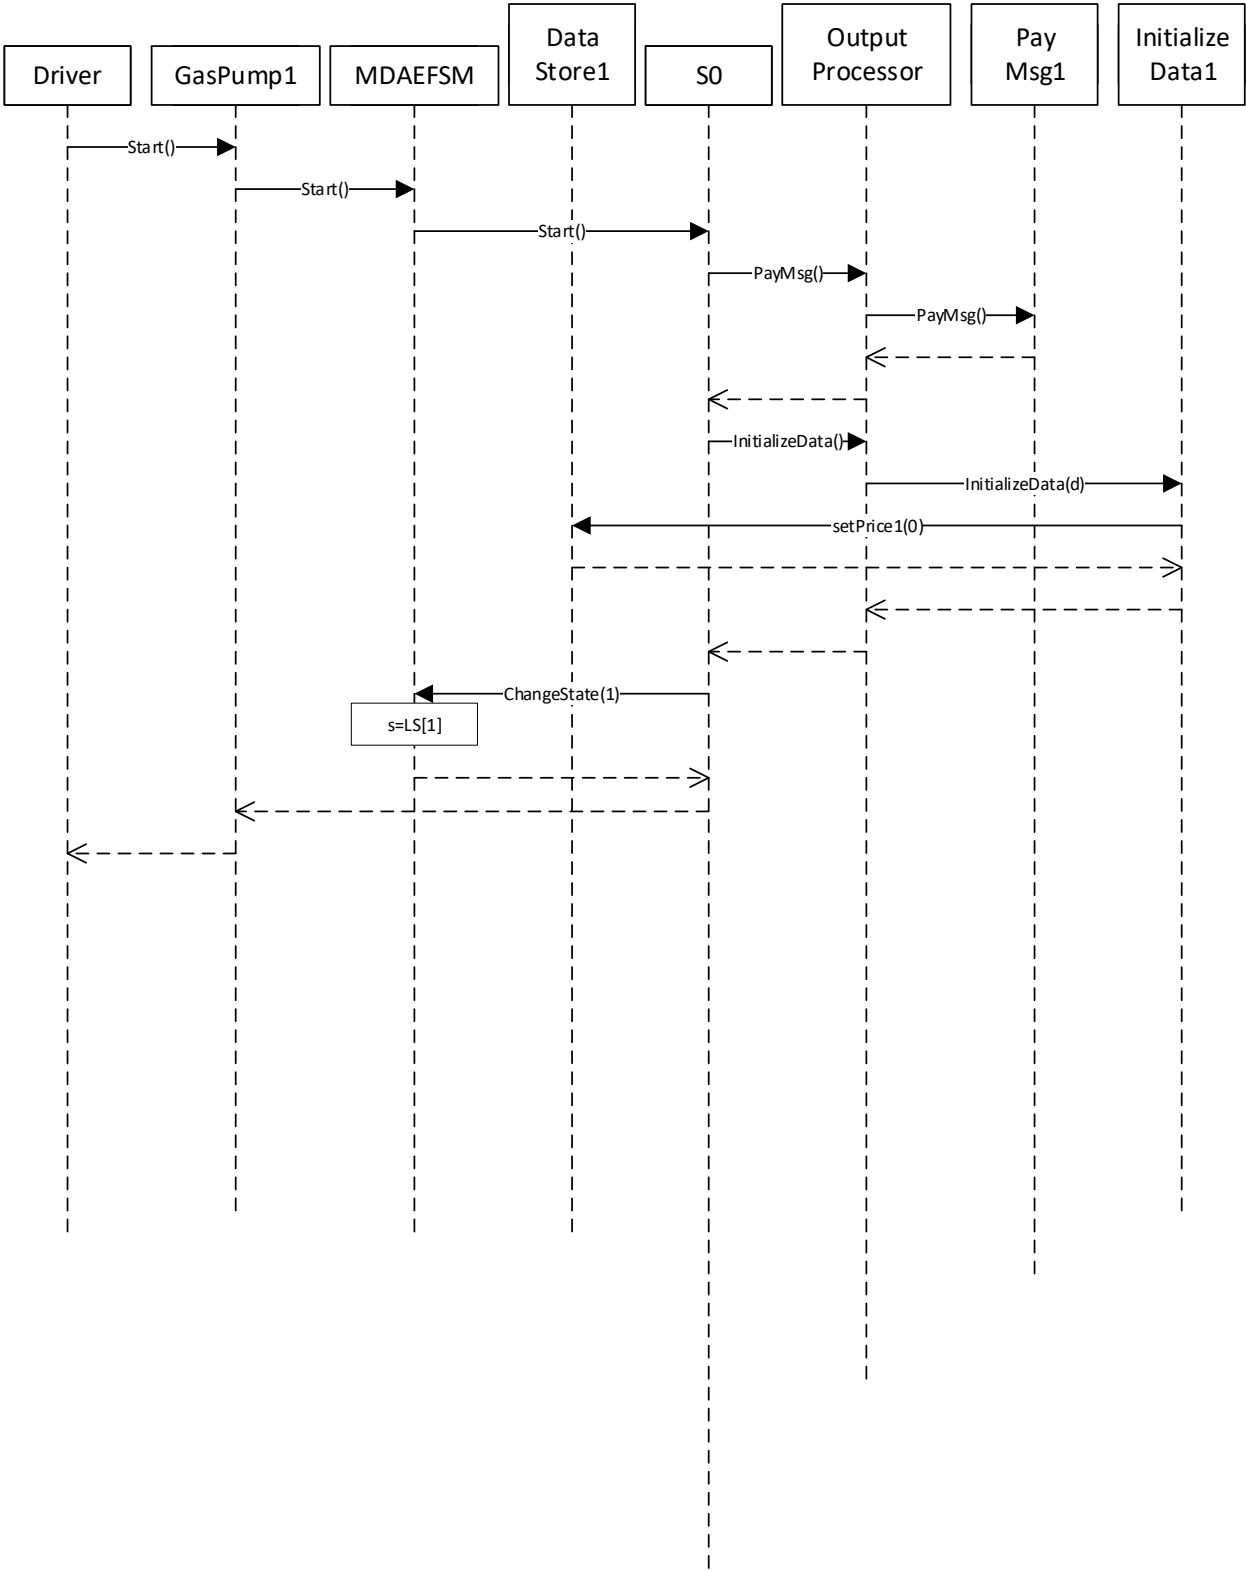 Driver
GasPump1
MDAEFSM
Data
Store1
S0
Output
Processor
Pay
Msg1
Initialize
Data1
Start()
Start()
Start()
PayMsg()
PayMsg()
InitializeData()
InitializeData(d)
setPrice1(0)
ChangeState(1)
s=LS[1]